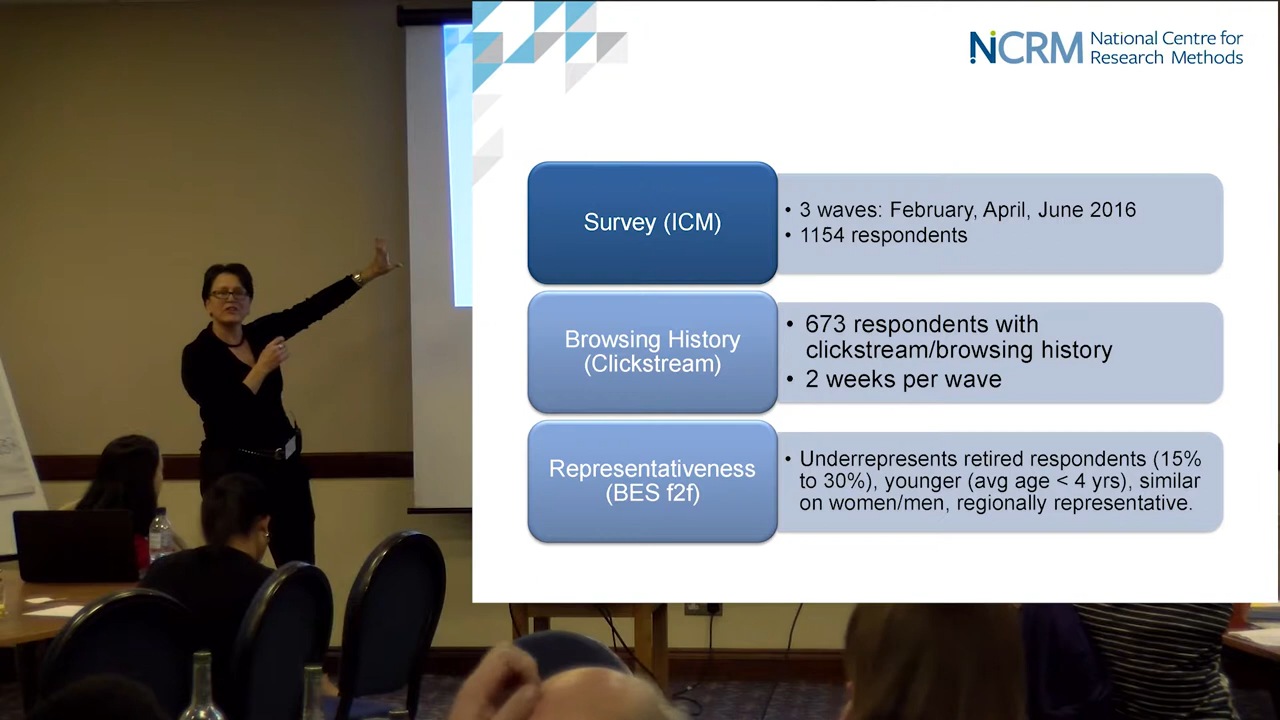 NCRM National Centre for
Research Methods
Survey (ICM)
• 3 waves: February, April, June 2016
• 1154 respondents
Browsing History
(Clickstream)
• 673 respondents with
clickstream/browsing history
• 2 weeks per wave
Representativeness
(BES f2f)
• Underrepresents retired respondents (15%
to 30%), younger (avg age < 4 yrs), similar
on women/men, regionally representative.